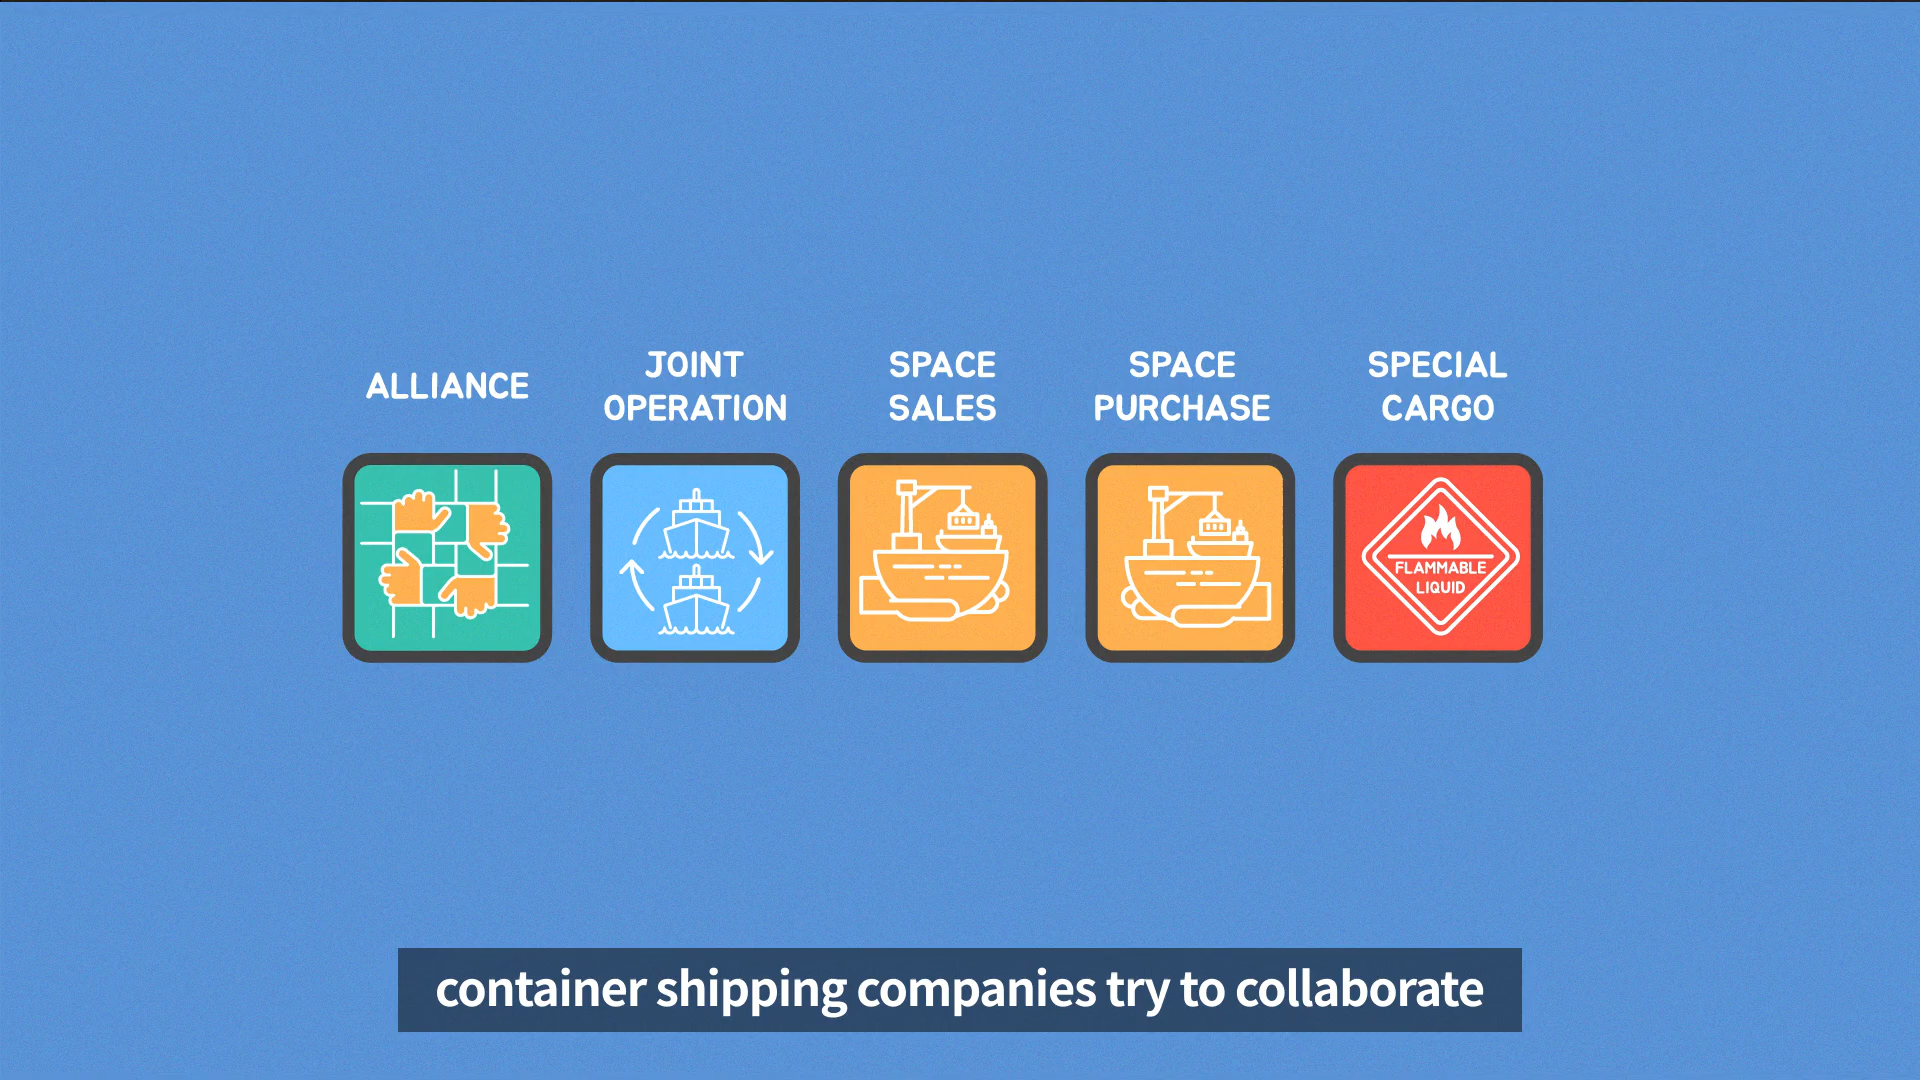 ALLIANCE
JOINT
OPERATION
SPACE
SALES
SPACE
PURCHASE
SPECIAL
CARGO
FLAMMABLE
LIQUID
container shipping companies try to collaborate